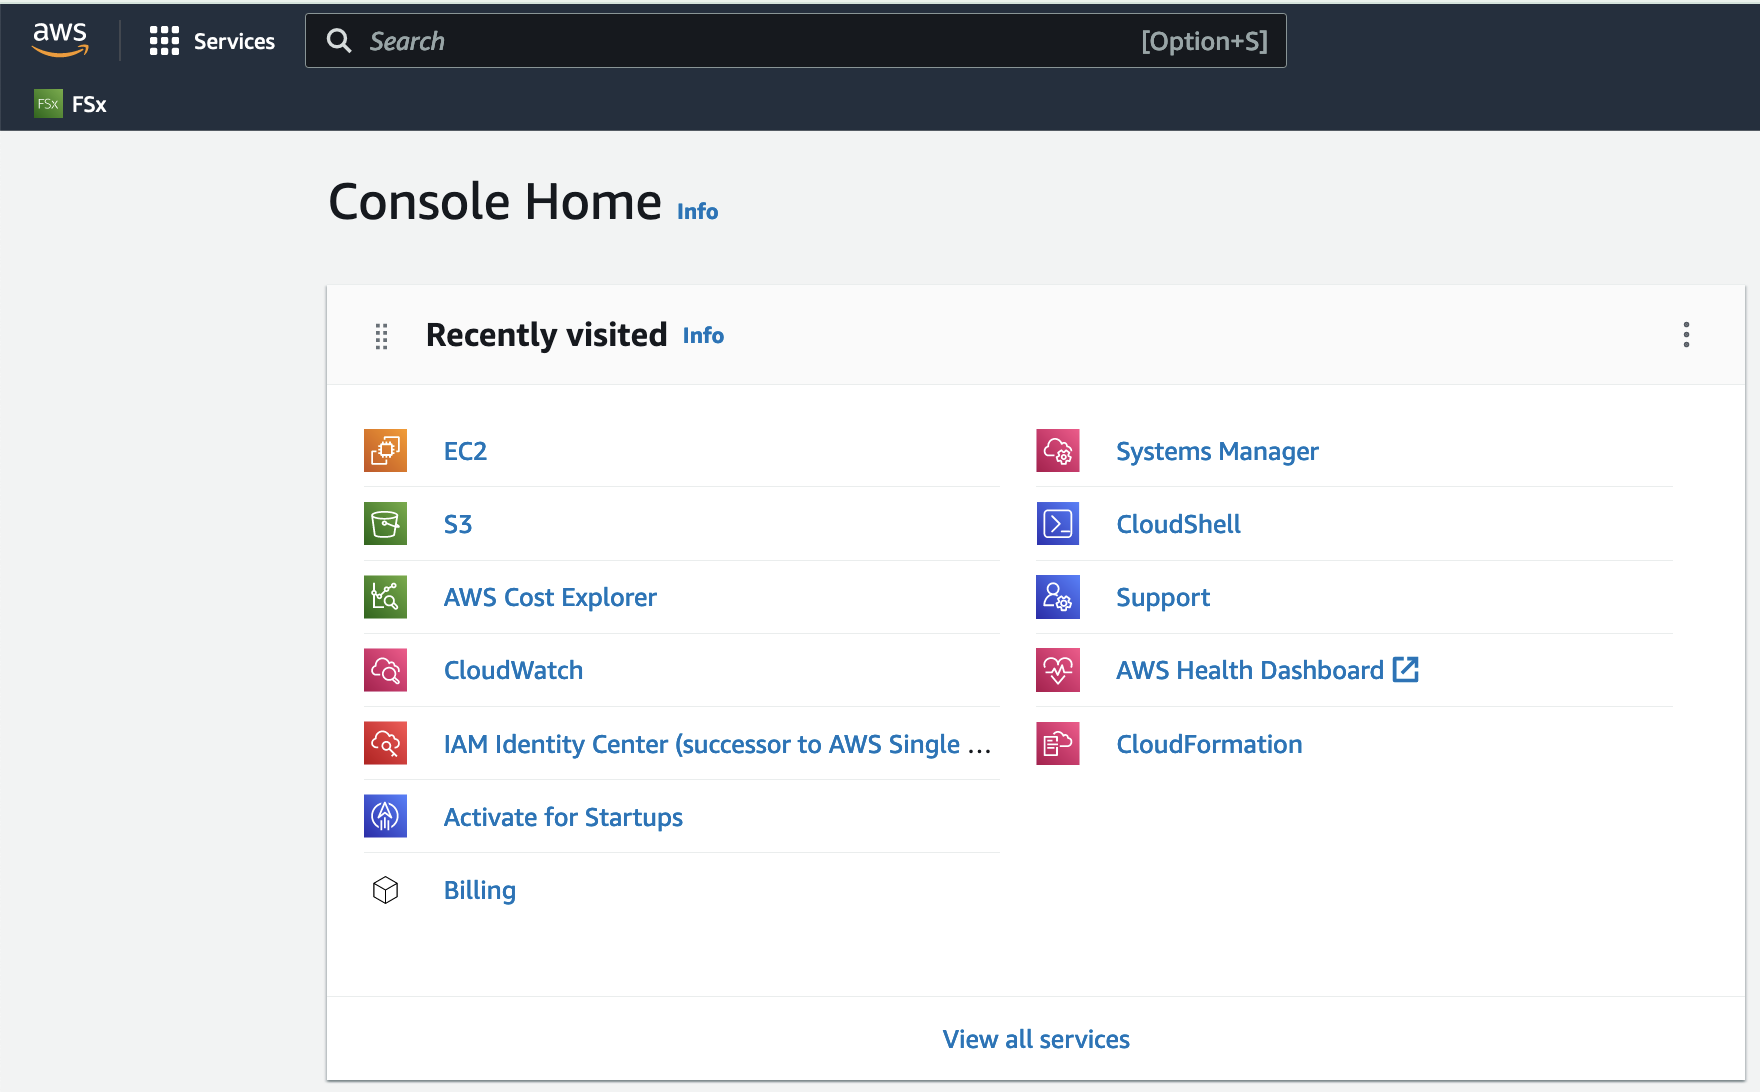 aws
Services
Search
[Option+S]
FSx
FSx
Console Home Info
Recently visited Info
EC2
S3
AWS Cost Explorer
CloudWatch
IAM Identity Center (successor to AWS Single ...
Activate for Startups
Billing
Systems Manager
CloudShell
Support
AWS Health Dashboard
CloudFormation
View all services